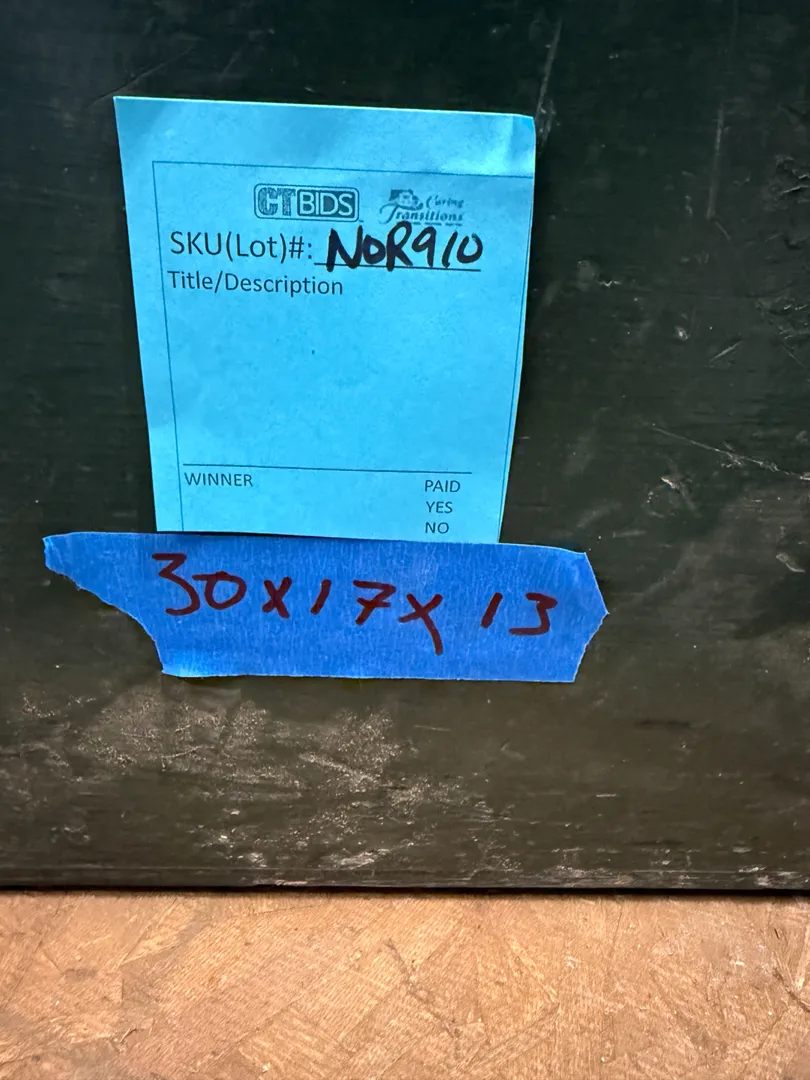 CTBIDS
Caring
Transitions
SKU(Lot)#: NOR910
Title/Description
WINNER
PAID
YES
NO
30X17X13